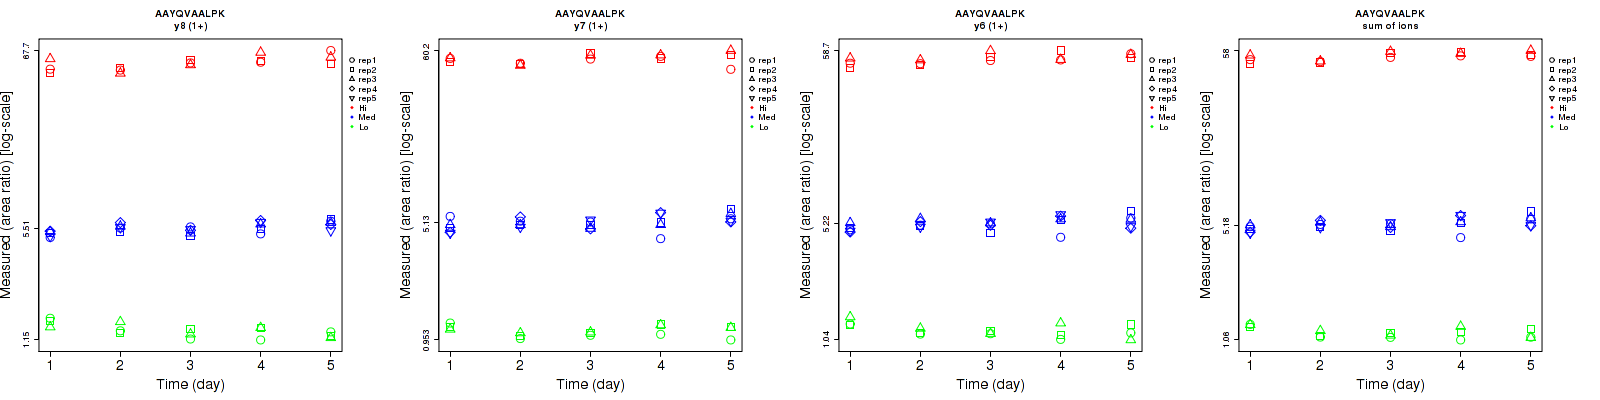 AAYQVAALPK
y8 (1+)
Measured (area ratio) [log-scale]
67.7
5.51
1.15
1 2 3 4 5
Time (day)
rep1
rep2
rep3
rep4
rep5
Hi
Med
Lo
AAYQVAALPK
y7 (1+)
Measured (area ratio) [log-scale]
60.2
5.13
0.953
1 2 3 4 5
Time (day)
rep1
rep2
rep3
rep4
rep5
Hi
Med
Lo
AAYQVAALPK
y6 (1+)
Measured (area ratio) [log-scale]
58.7
5.22
1.04
1 2 3 4 5
Time (day)
rep1
rep2
rep3
rep4
rep5
Hi
Med
Lo
AAYQVAALPK
sum of ions
Measured (area ratio) [log-scale]
58
5.18
1.06
1 2 3 4 5
Time (day)
rep1
rep2
rep3
rep4
rep5
Hi
Med
Lo